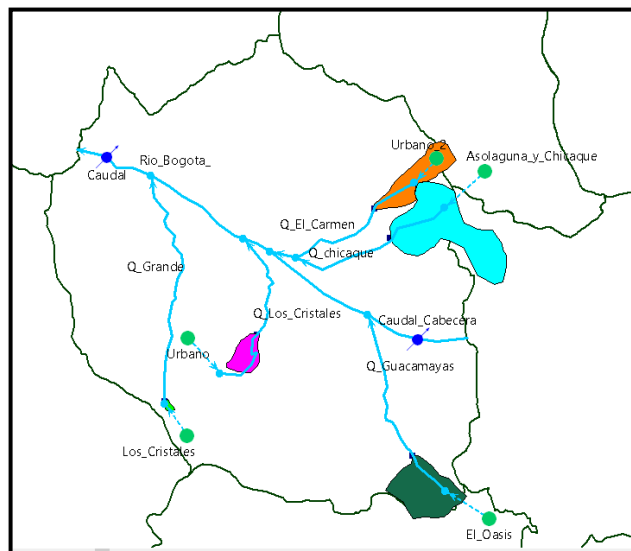 Urbano_2
Asolaguna_y_Chicaque
Rio_Bogota_
Caudal
Q_El_Carmen
Q_chicaque
Q_Grande
Q_Los_Cristales
Caudal_Cabecera
Urbano
Q_Guacamayas
Los_Cristales
El_Oasis